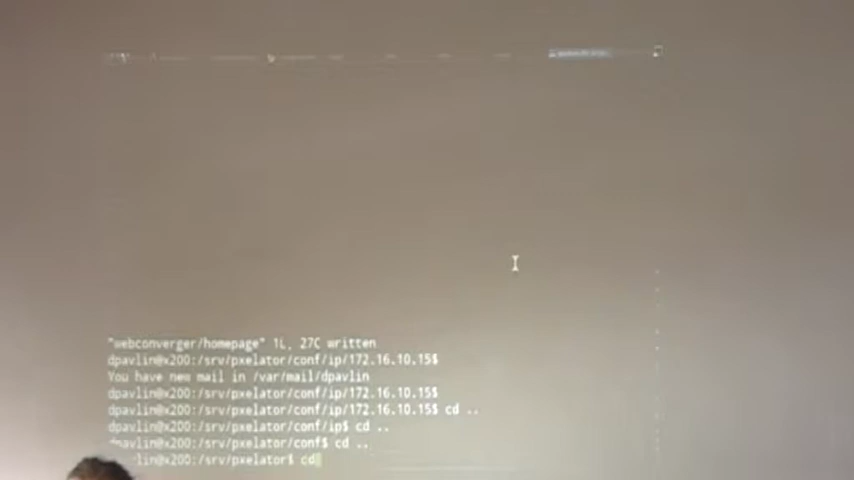 "webconverger/homepage" 1L, 27C written
dpavlin@x200:/srv/pxelator/conf/ip/172.16.10.15$
You have new mail in /var/mail/dpavlin
dpavlin@x200:/srv/pxelator/conf/ip/172.16.10.15$
dpavlin@x200:/srv/pxelator/conf/ip/172.16.10.15$ cd ..
dpavlin@x200:/srv/pxelator/conf/ip$ cd ..
dpavlin@x200:/srv/pxelator/conf$ cd ..
vlin@x200:/srv/pxelator$ cd